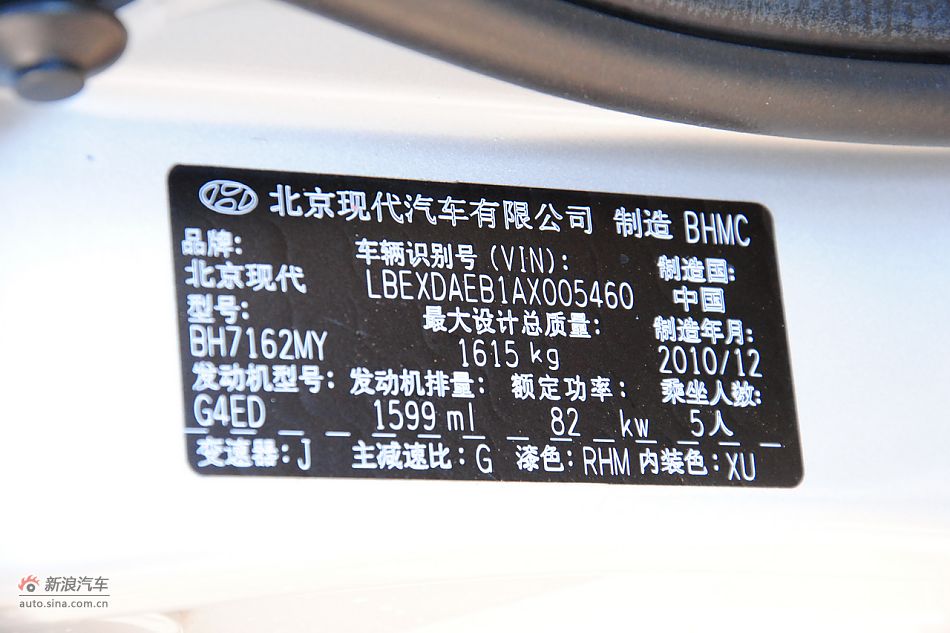 北京现代汽车有限公司 制造 BHMC
品牌: 车辆识别号(VIN): 制造国:
北京现代 LBEXDAEB1AX005460 中国
型号: 最大设计总质量: 制造年月:
BH7162MY 1615 kg 2010/12
发动机型号: 发动机排量: 额定功率: 乘坐人数:
G4ED 1599 ml 82 kw 5人
变速器: J 主减速比: G 漆色: RHM 内装色: XU
新浪汽车
auto.sina.com.cn